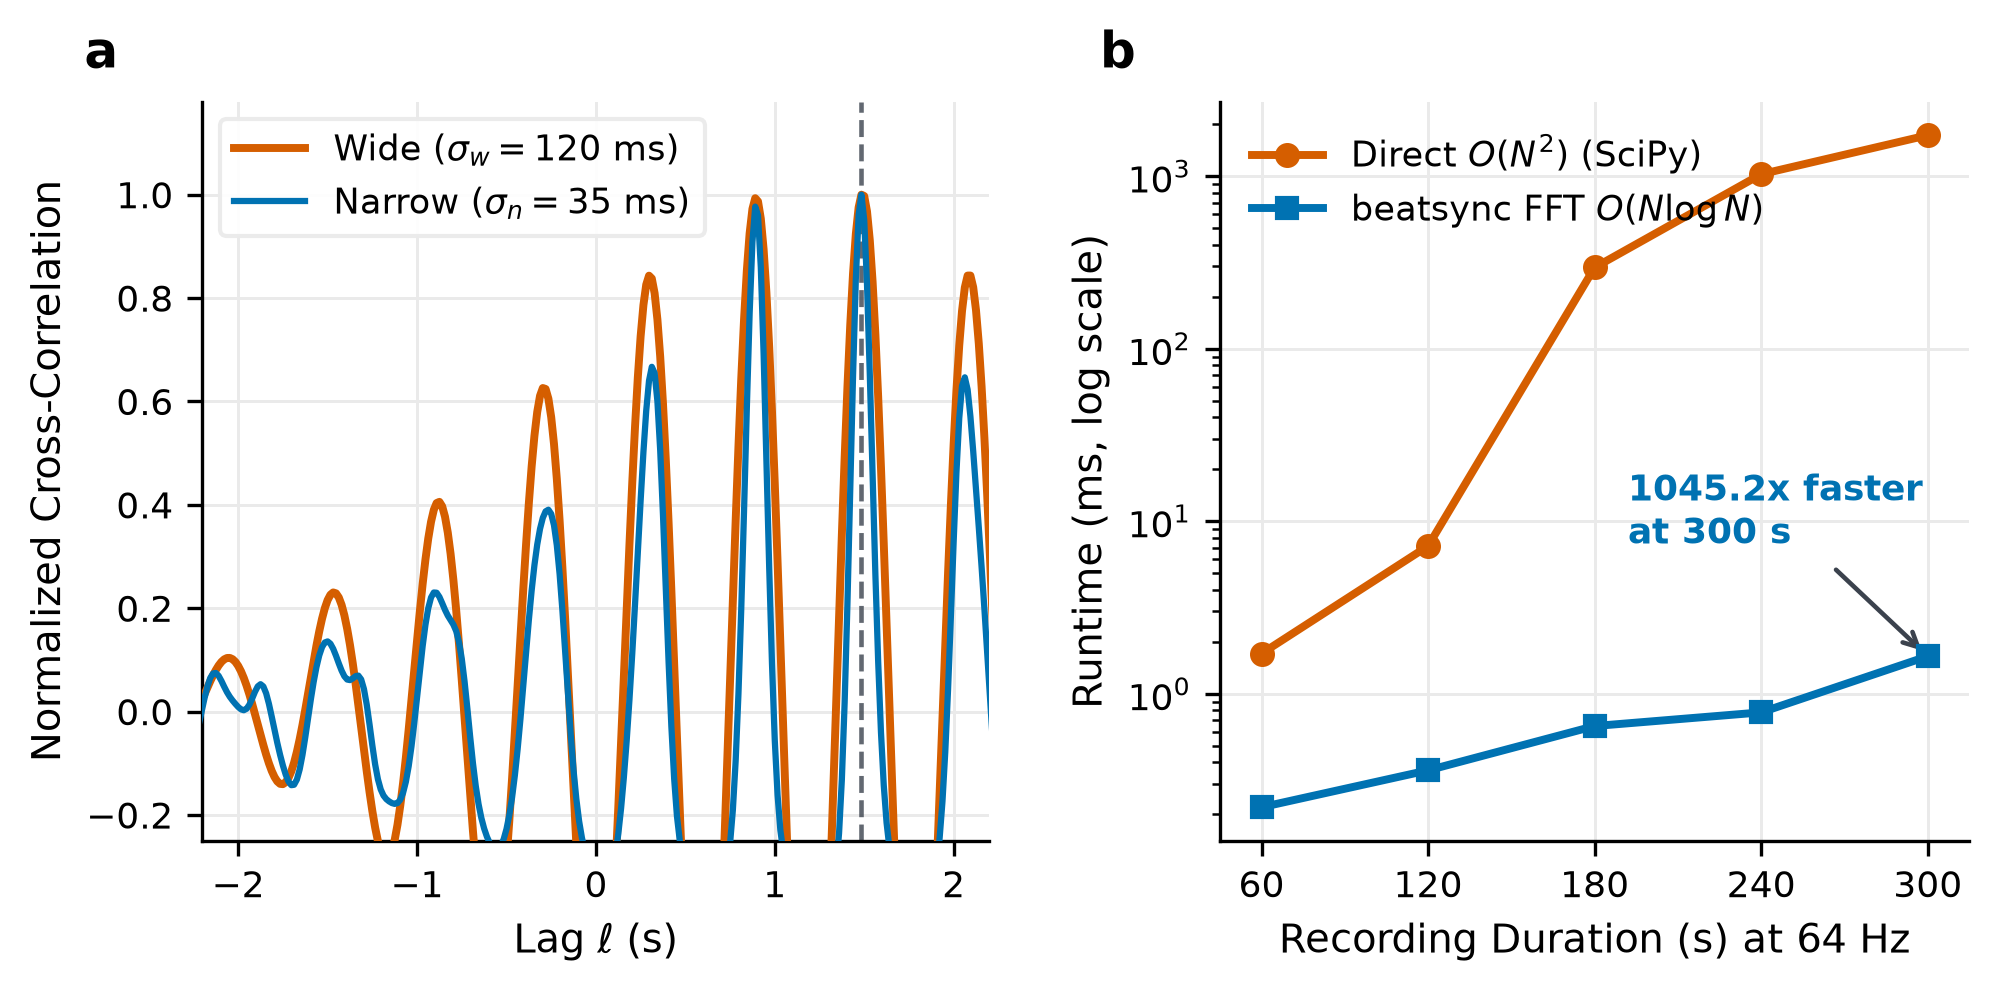 a
Wide (σw = 120 ms)
Narrow (σn = 35 ms)
Normalized Cross-Correlation
1.0
0.8
0.6
0.4
0.2
0.0
−0.2
−2
−1
0
1
2
Lag ℓ (s)
b
Direct O(N²) (SciPy)
beatsync FFT O(N log N)
Runtime (ms, log scale)
10³
10²
10¹
10⁰
1045.2x faster
at 300 s
60
120
180
240
300
Recording Duration (s) at 64 Hz